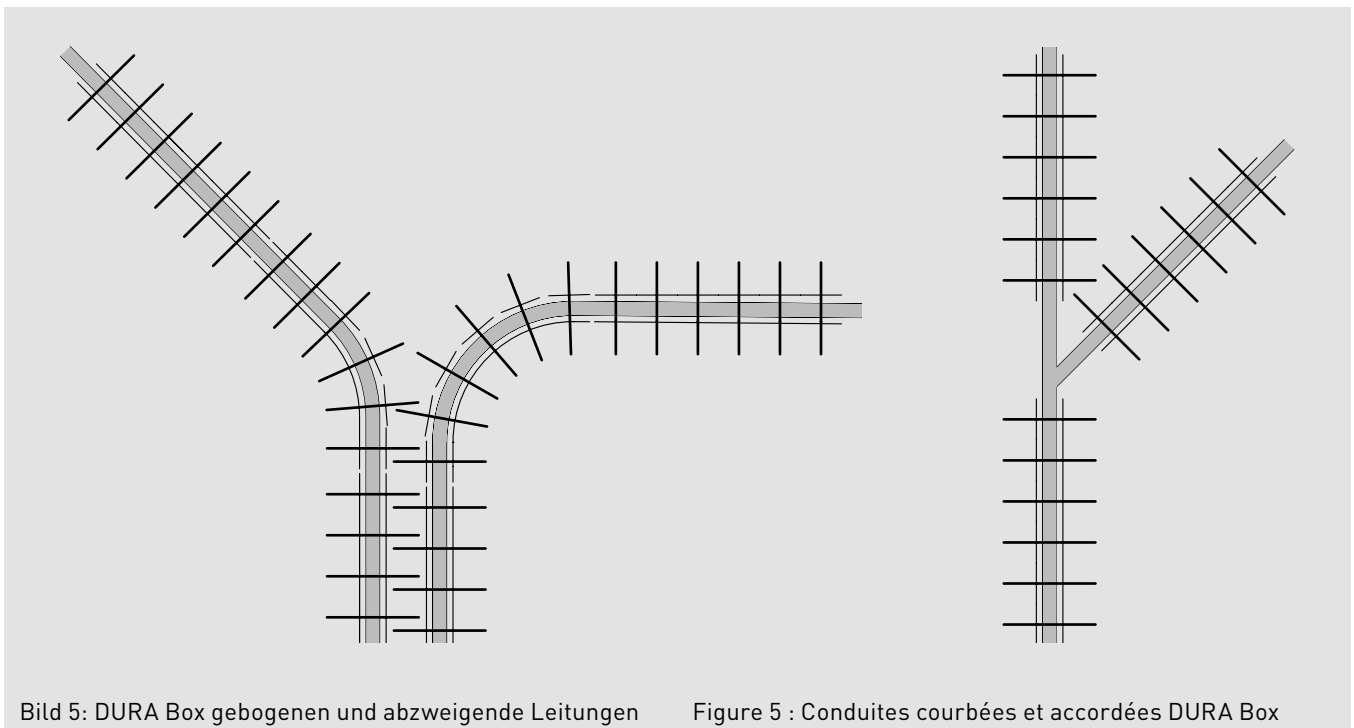 Bild 5: DURA Box gebogenen und abzweigende Leitungen
Figure 5 : Conduites courbées et accordées DURA Box